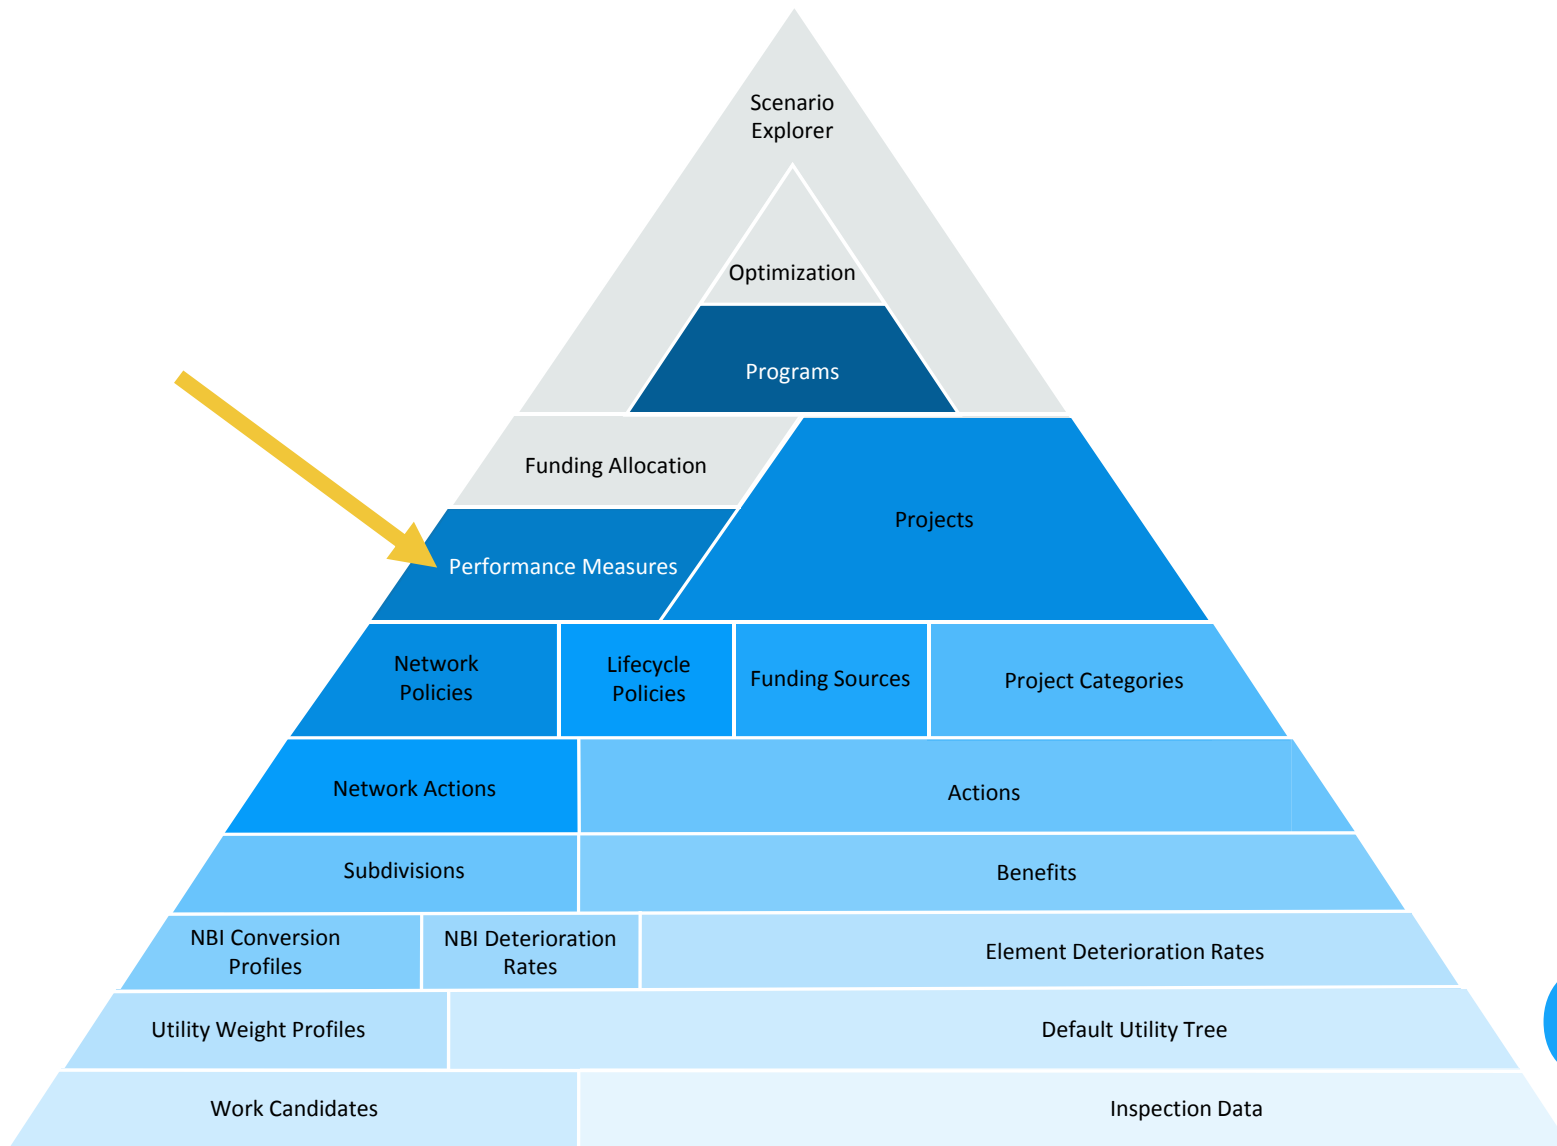 Scenario
Explorer
Optimization
Programs
Funding Allocation
Projects
Performance Measures
Network
Policies
Lifecycle
Policies
Funding Sources
Project Categories
Network Actions
Actions
Subdivisions
Benefits
NBI Conversion
Profiles
NBI Deterioration
Rates
Element Deterioration Rates
Utility Weight Profiles
Default Utility Tree
Work Candidates
Inspection Data